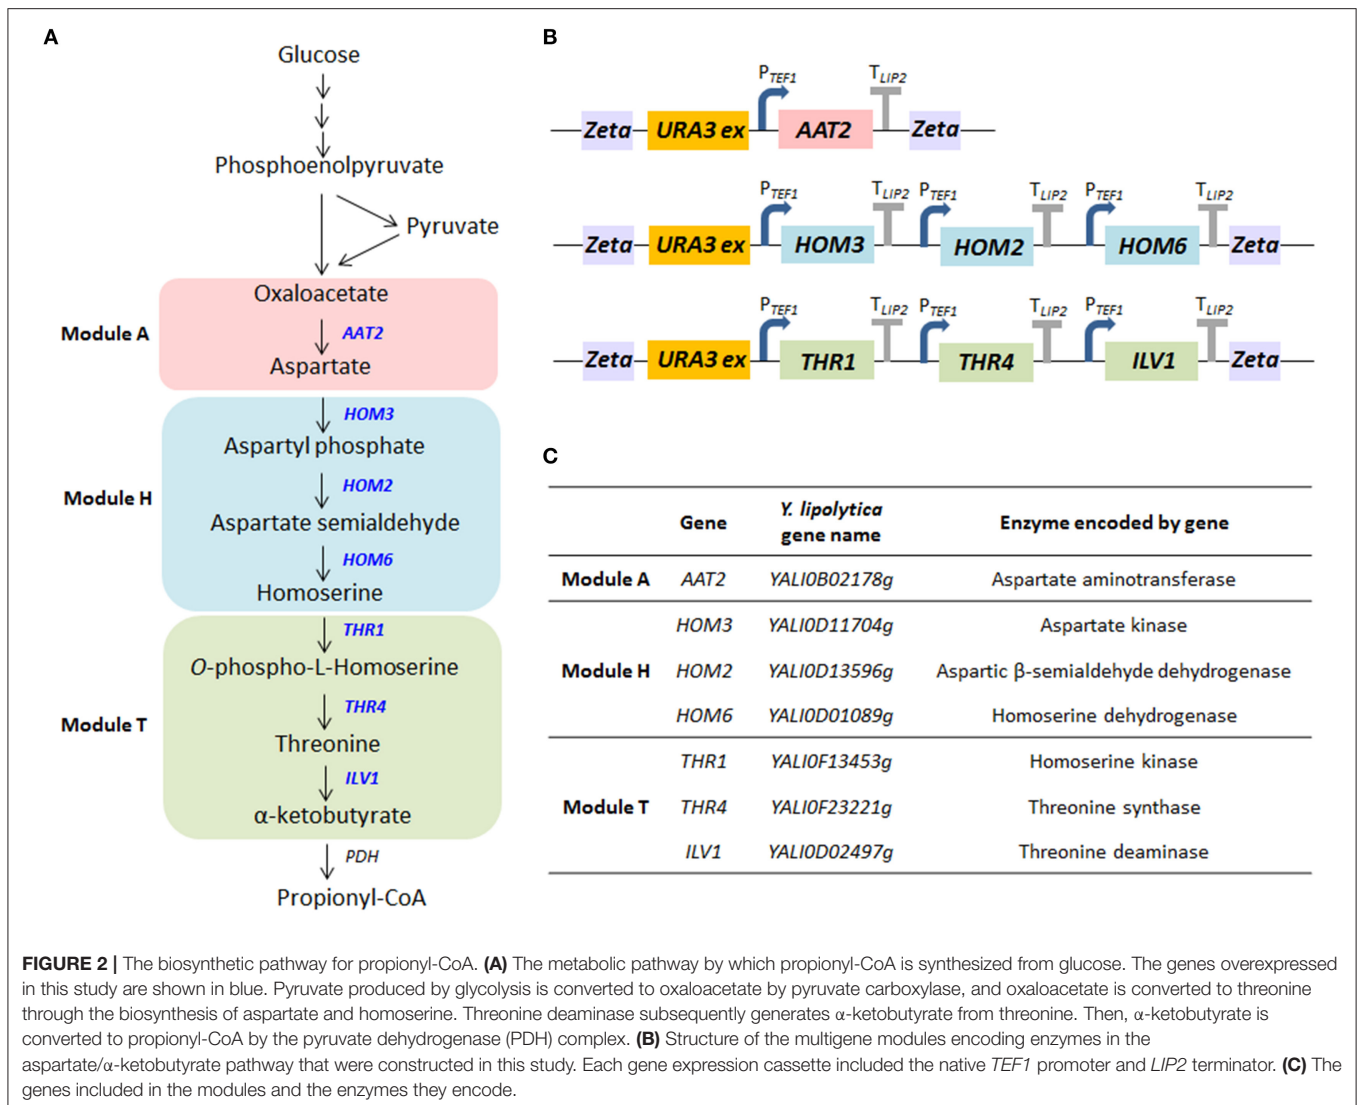 A
Glucose
Phosphoenolpyruvate
Pyruvate
Oxaloacetate
Module A
AAT2
Aspartate
HOM3
Aspartyl phosphate
Module H
HOM2
Aspartate semialdehyde
HOM6
Homoserine
THR1
O-phospho-L-Homoserine
Module T
THR4
Threonine
ILV1
α-ketobutyrate
PDH
Propionyl-CoA
B
PTEF1 TLIP2
Zeta URA3 ex AAT2 Zeta
PTEF1 TLIP2 PTEF1 TLIP2 PTEF1 TLIP2
Zeta URA3 ex HOM3 HOM2 HOM6 Zeta
PTEF1 TLIP2 PTEF1 TLIP2 PTEF1 TLIP2
Zeta URA3 ex THR1 THR4 ILV1 Zeta
C
Gene Y. lipolytica gene name Enzyme encoded by gene
Module A AAT2 YALI0B02178g Aspartate aminotransferase
HOM3 YALI0D11704g Aspartate kinase
Module H HOM2 YALI0D13596g Aspartic β-semialdehyde dehydrogenase
HOM6 YALI0D01089g Homoserine dehydrogenase
THR1 YALI0F13453g Homoserine kinase
Module T THR4 YALI0F23221g Threonine synthase
ILV1 YALI0D02497g Threonine deaminase
FIGURE 2 | The biosynthetic pathway for propionyl-CoA. (A) The metabolic pathway by which propionyl-CoA is synthesized from glucose. The genes overexpressed
in this study are shown in blue. Pyruvate produced by glycolysis is converted to oxaloacetate by pyruvate carboxylase, and oxaloacetate is converted to threonine
through the biosynthesis of aspartate and homoserine. Threonine deaminase subsequently generates α-ketobutyrate from threonine. Then, α-ketobutyrate is
converted to propionyl-CoA by the pyruvate dehydrogenase (PDH) complex. (B) Structure of the multigene modules encoding enzymes in the
aspartate/α-ketobutyrate pathway that were constructed in this study. Each gene expression cassette included the native TEF1 promoter and LIP2 terminator. (C) The
genes included in the modules and the enzymes they encode.